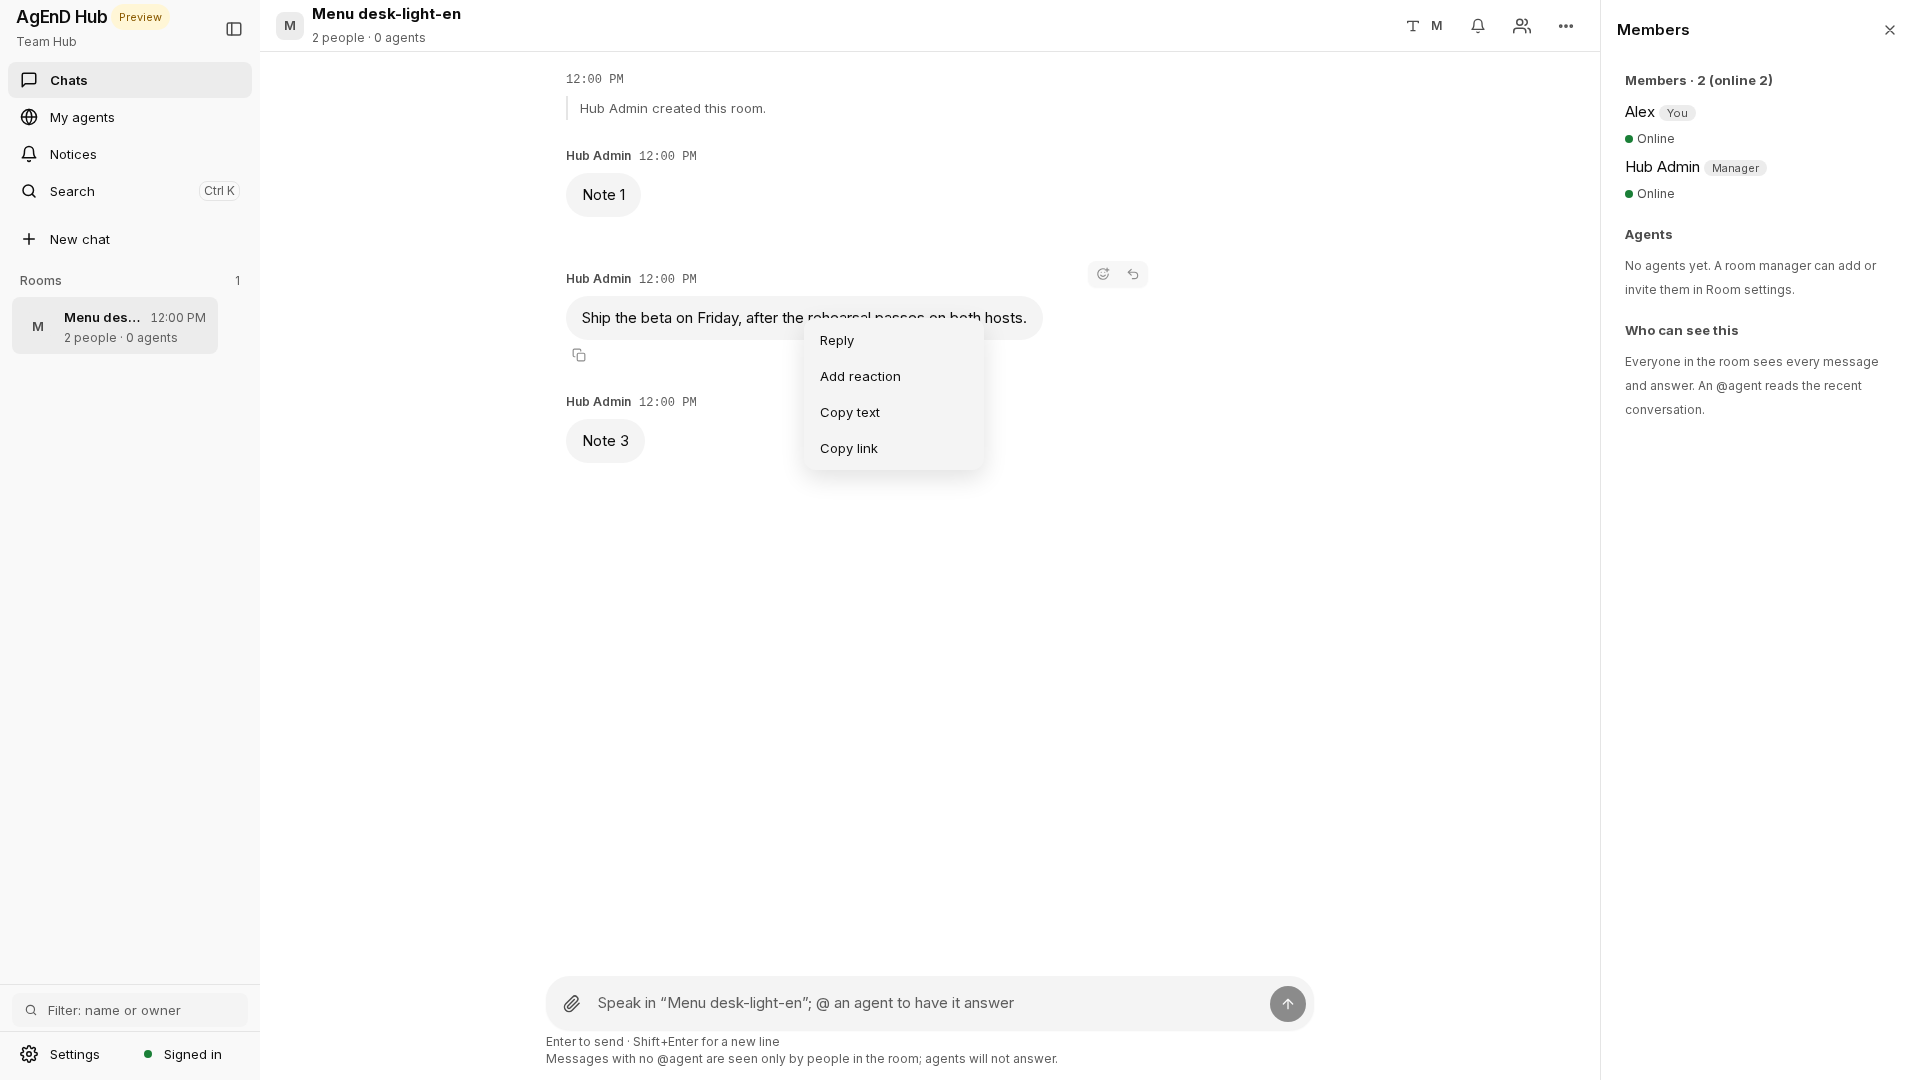 AgEnD Hub Preview
Team Hub
Chats
My agents
Notices
Search Ctrl K
New chat
Rooms 1
M Menu des... 12:00 PM
2 people · 0 agents
Filter: name or owner
Settings Signed in
M Menu desk-light-en
2 people · 0 agents
M
12:00 PM
Hub Admin created this room.
Hub Admin 12:00 PM
Note 1
Hub Admin 12:00 PM
Ship the beta on Friday, after the rehearsal passes on both hosts.
Reply
Add reaction
Copy text
Copy link
Hub Admin 12:00 PM
Note 3
Speak in “Menu desk-light-en”; @ an agent to have it answer
Enter to send · Shift+Enter for a new line
Messages with no @agent are seen only by people in the room; agents will not answer.
Members
Members · 2 (online 2)
Alex You
Online
Hub Admin Manager
Online
Agents
No agents yet. A room manager can add or
invite them in Room settings.
Who can see this
Everyone in the room sees every message
and answer. An @agent reads the recent
conversation.